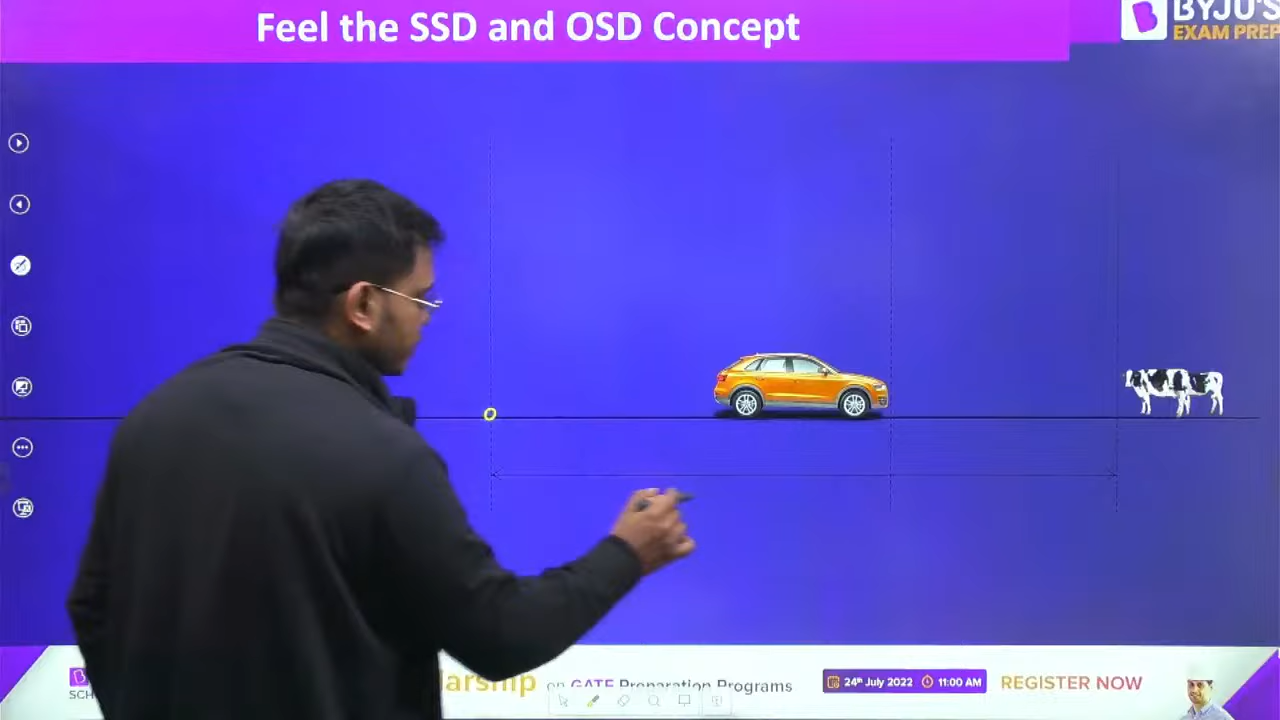 Feel the SSD and OSD Concept
BYJU'S
EXAM PREP
on GATE Preparation Programs
24th July 2022 11:00 AM
REGISTER NOW